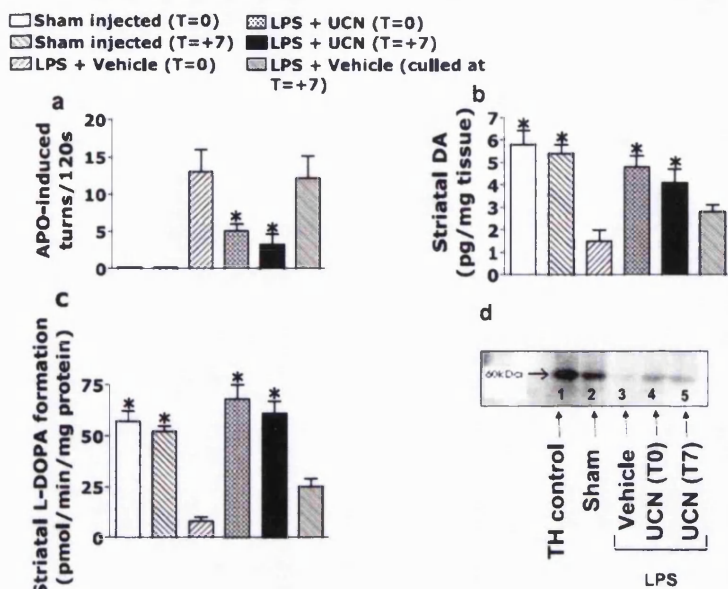 Sham injected (T=0)
LPS + UCN (T=0)
Sham injected (T=+7)
LPS + UCN (T=+7)
LPS + Vehicle (T=0)
LPS + Vehicle (culled at
T=+7)
a
APO-induced
turns/120s
20
15
10
5
0
*
*
b
Striatal DA
(pg/mg tissue)
7
6
5
4
3
2
1
0
*
*
*
*
c
Striatal L-DOPA formation
(pmol/min/mg protein)
75
50
25
0
*
*
*
*
d
60kDa
1
2
3
4
5
TH control
Sham
Vehicle
UCN (T0)
UCN (T7)
LPS